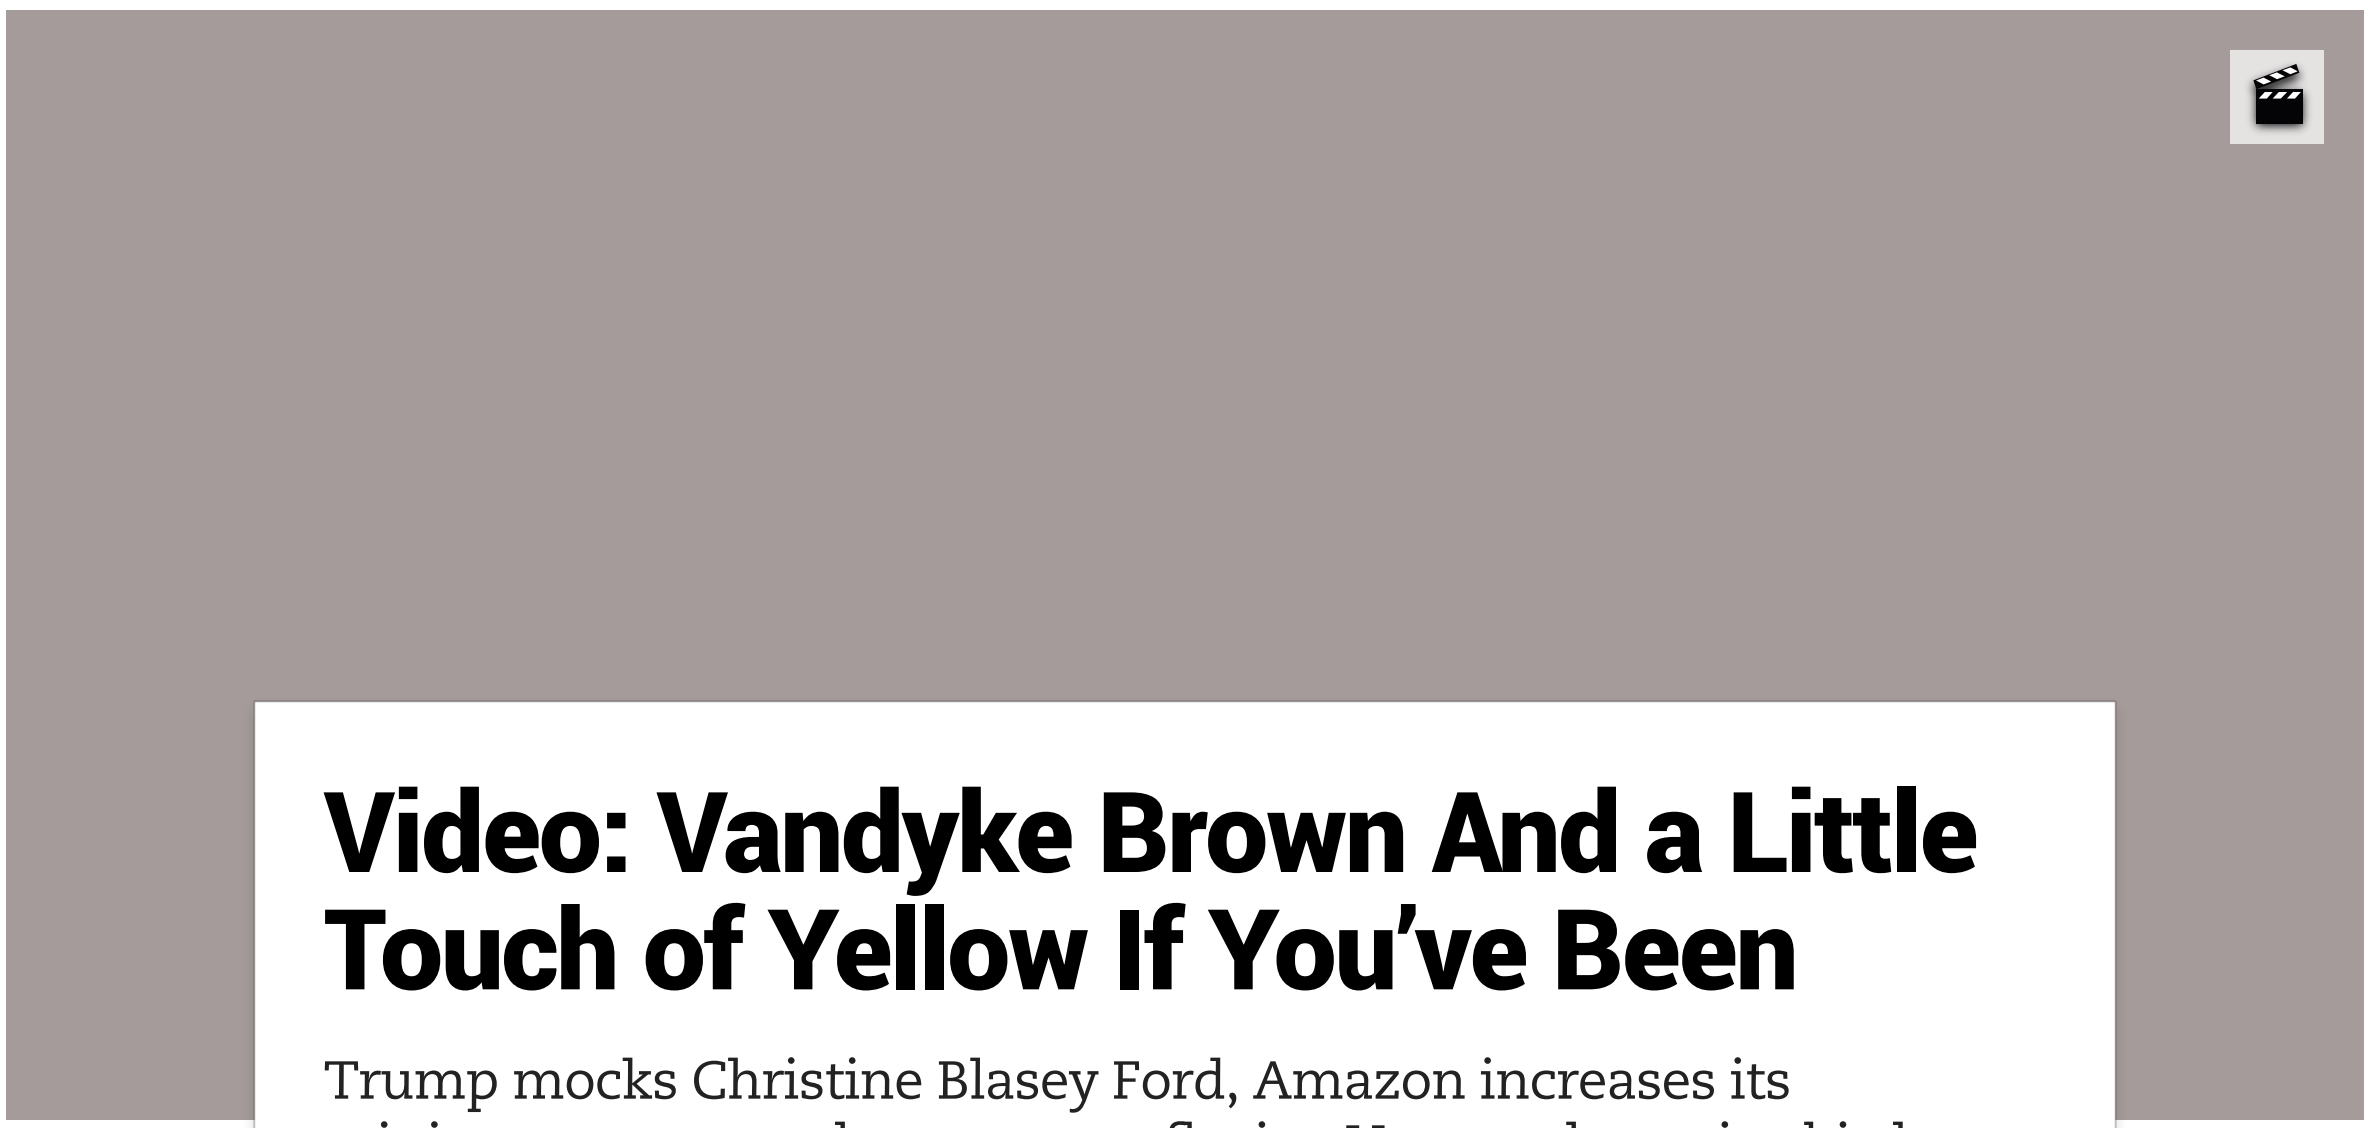 Video: Vandyke Brown And a Little
Touch of Yellow If You’ve Been
Trump mocks Christine Blasey Ford, Amazon increases its